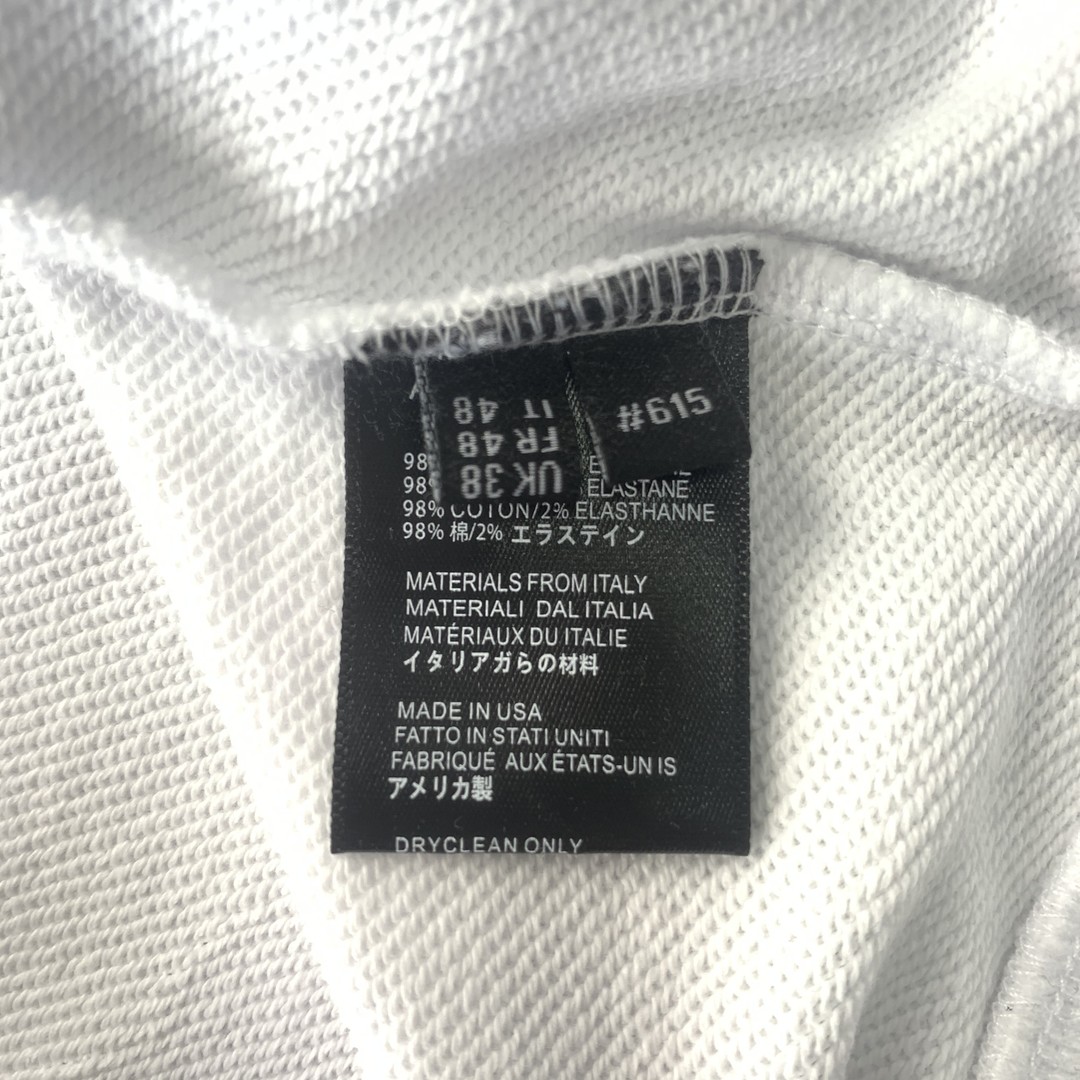 #615
IT 48
FR 48
UK 38
98
98 ELASTANE
98% COTON/2% ELASTHANNE
98% 棉/2% エラステイン
MATERIALS FROM ITALY
MATERIALI DAL ITALIA
MATÉRIAUX DU ITALIE
イタリアガらの材料
MADE IN USA
FATTO IN STATI UNITI
FABRIQUÉ AUX ÉTATS-UN IS
アメリカ製
DRYCLEAN ONLY